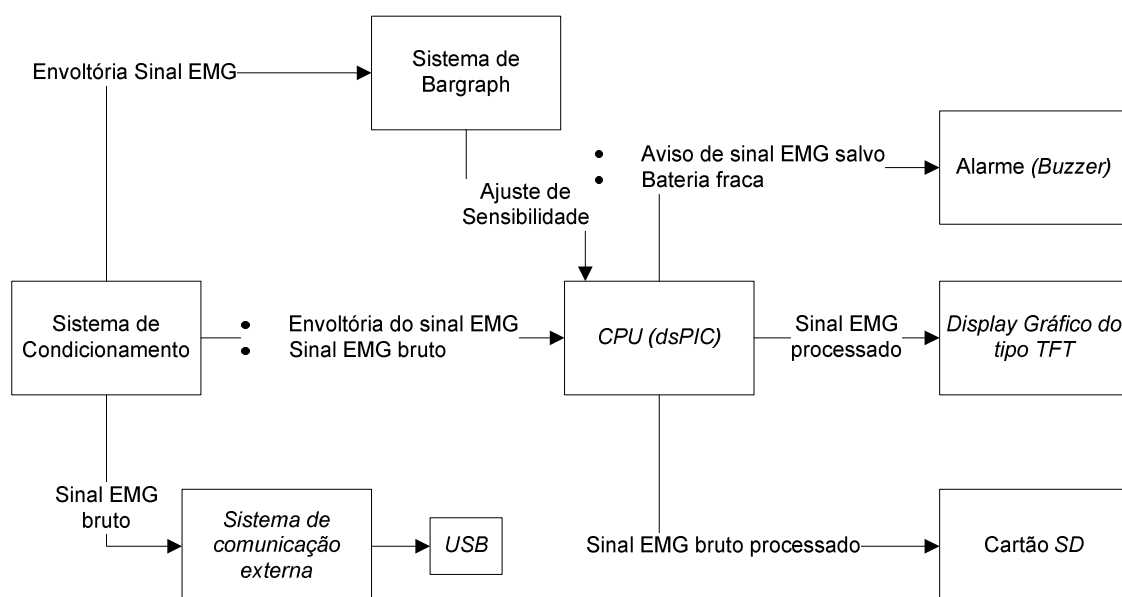 Envoltória Sinal EMG
Sistema de
Bargraph
• Aviso de sinal EMG salvo
• Bateria fraca
Alarme (Buzzer)
Ajuste de
Sensibilidade
Sistema de
Condicionamento
• Envoltória do sinal EMG
• Sinal EMG bruto
CPU (dsPIC)
Sinal EMG
processado
Display Gráfico do
tipo TFT
Sinal EMG
bruto
Sistema de
comunicação
externa
USB
Sinal EMG bruto processado
Cartão SD